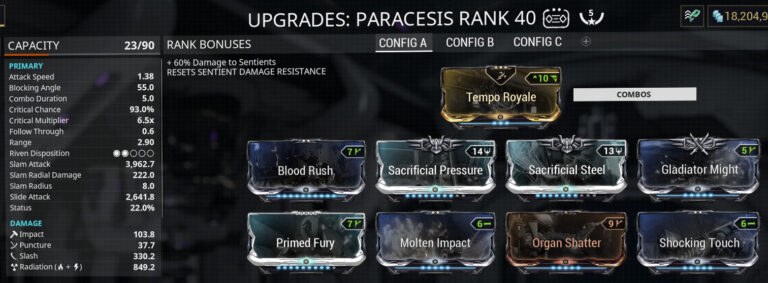 UPGRADES: PARACESIS RANK 40
5
18,204,9
CAPACITY 23/90
RANK BONUSES
CONFIG A CONFIG B CONFIG C
+ 60% Damage to Sentients
RESETS SENTIENT DAMAGE RESISTANCE
PRIMARY
Attack Speed 1.38
Blocking Angle 55.0
Combo Duration 5.0
Critical Chance 93.0%
Critical Multiplier 6.5x
Follow Through 0.6
Range 2.90
Riven Disposition
Slam Attack 3,962.7
Slam Radial Damage 222.0
Slam Radius 8.0
Slide Attack 2,641.8
Status 22.0%
DAMAGE
Impact 103.8
Puncture 37.7
Slash 330.2
Radiation ( + ) 849.2
10
Tempo Royale
COMBOS
7 14 13 5
Blood Rush Sacrificial Pressure Sacrificial Steel Gladiator Might
7 6 9 6
Primed Fury Molten Impact Organ Shatter Shocking Touch